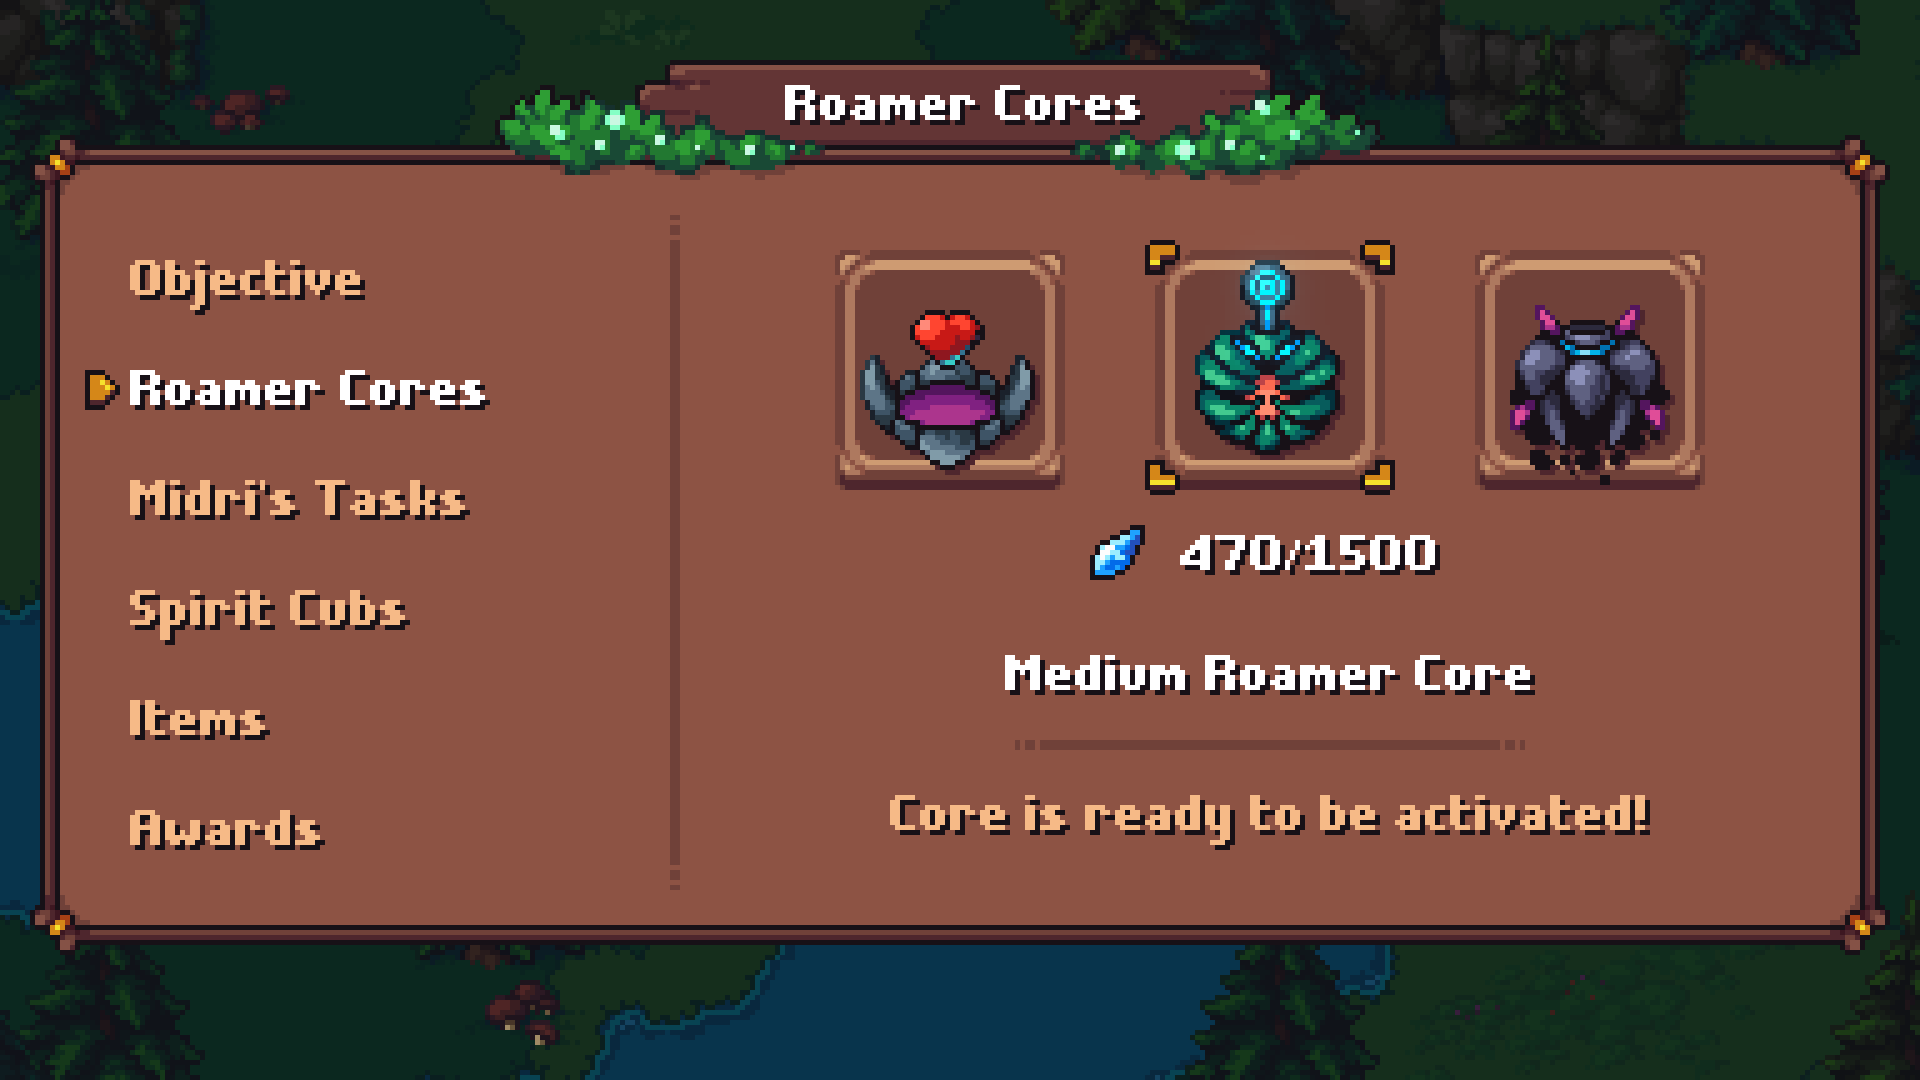 Roamer Cores
Objective
Roamer Cores
Midri's Tasks
Spirit Cubs
Items
Awards
470/1500
Medium Roamer Core
Core is ready to be activated!